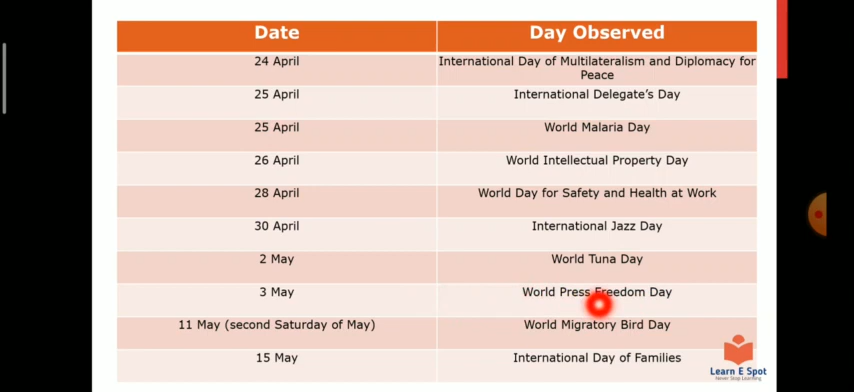 Date Day Observed
24 April International Day of Multilateralism and Diplomacy for
Peace
25 April International Delegate's Day
25 April World Malaria Day
26 April World Intellectual Property Day
28 April World Day for Safety and Health at Work
30 April International Jazz Day
2 May World Tuna Day
3 May World Press Freedom Day
11 May (second Saturday of May) World Migratory Bird Day
15 May International Day of Families
Learn E Spot
Never Stop Learning